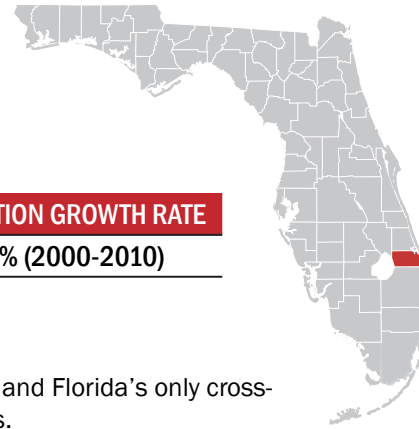 TION GROWTH RATE
% (2000-2010)
and Florida’s only cross-
s.